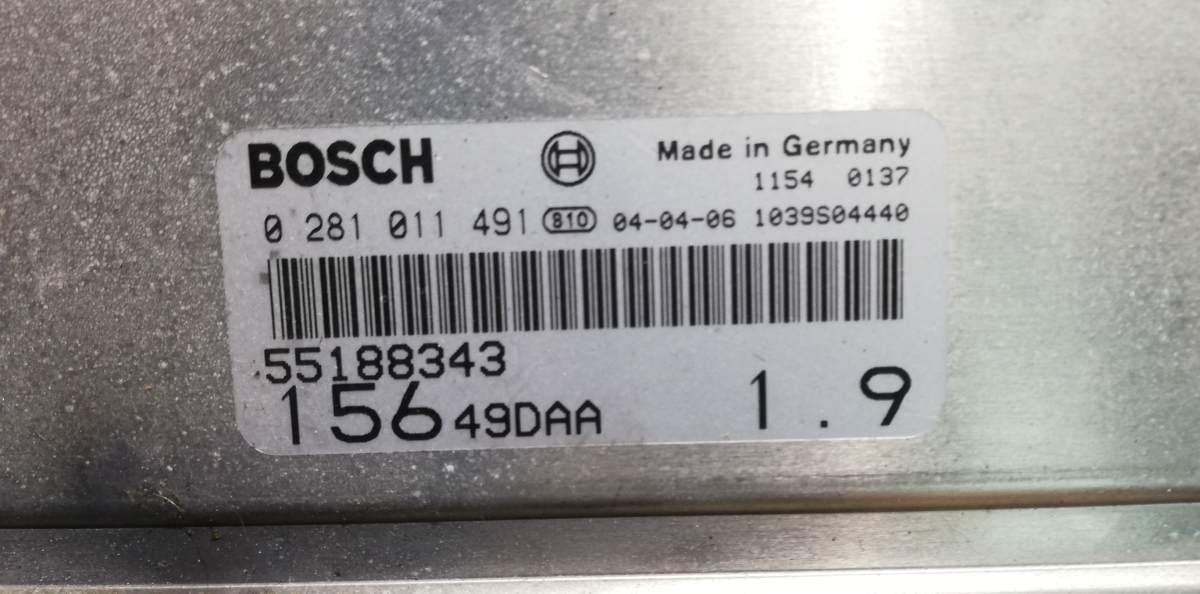 BOSCH Made in Germany
1154 0137
0 281 011 491 810 04-04-06 1039S04440
55188343
156 49DAA 1.9